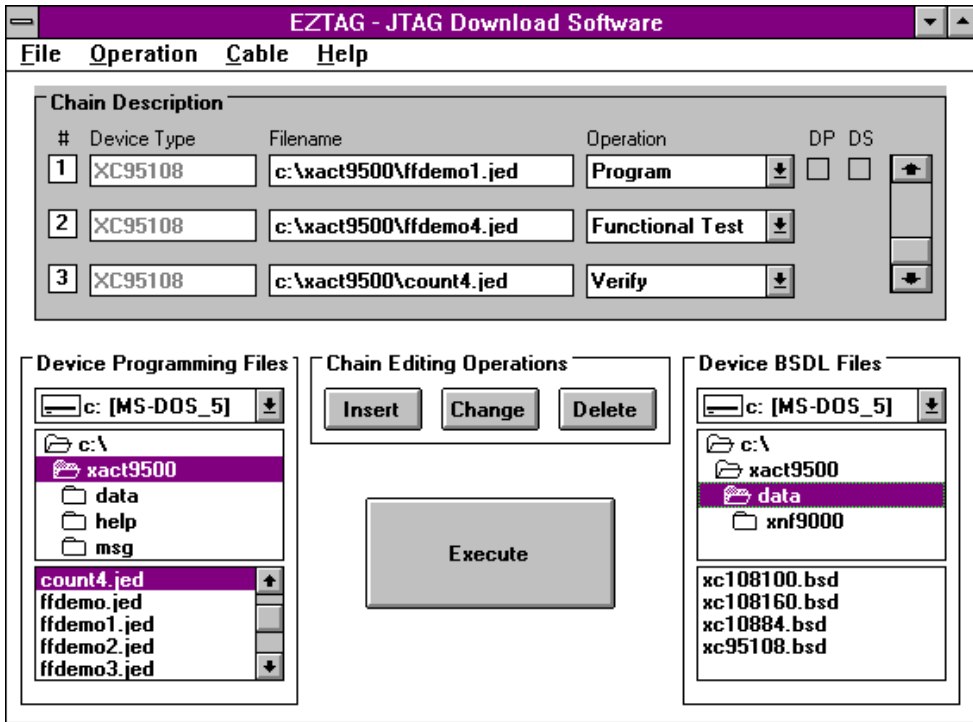 EZTAG - JTAG Download Software
File Operation Cable Help
Chain Description
# Device Type Filename Operation DP DS
1 XC95108 c:\xact9500\ffdemo1.jed Program
2 XC95108 c:\xact9500\ffdemo4.jed Functional Test
3 XC95108 c:\xact9500\count4.jed Verify
Device Programming Files
c: [MS-DOS_5]
c:\
xact9500
data
help
msg
count4.jed
ffdemo.jed
ffdemo1.jed
ffdemo2.jed
ffdemo3.jed
Chain Editing Operations
Insert Change Delete
Execute
Device BSDL Files
c: [MS-DOS_5]
c:\
xact9500
data
xnf9000
xc108100.bsd
xc108160.bsd
xc10884.bsd
xc95108.bsd